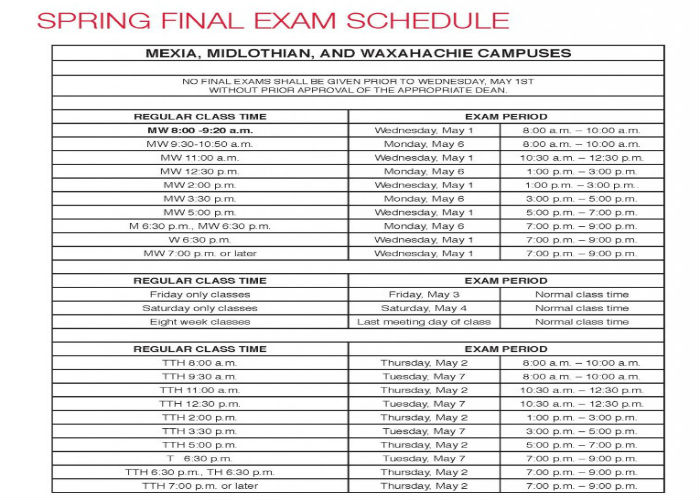 SPRING FINAL EXAM SCHEDULE
MEXIA, MIDLOTHIAN, AND WAXAHACHIE CAMPUSES
NO FINAL EXAMS SHALL BE GIVEN PRIOR TO WEDNESDAY, MAY 1ST
WITHOUT PRIOR APPROVAL OF THE APPROPRIATE DEAN.
REGULAR CLASS TIME EXAM PERIOD
MW 8:00 -9:20 a.m. Wednesday, May 1 8:00 a.m. – 10:00 a.m.
MW 9:30-10:50 a.m. Monday, May 6 8:00 a.m. – 10:00 a.m.
MW 11:00 a.m. Wednesday, May 1 10:30 a.m. – 12:30 p.m.
MW 12:30 p.m. Monday, May 6 1:00 p.m. – 3:00 p.m.
MW 2:00 p.m. Wednesday, May 1 1:00 p.m. – 3:00 p.m.
MW 3:30 p.m. Monday, May 6 3:00 p.m. – 5:00 p.m.
MW 5:00 p.m. Wednesday, May 1 5:00 p.m. – 7:00 p.m.
M 6:30 p.m., MW 6:30 p.m. Monday, May 6 7:00 p.m. – 9:00 p.m.
W 6:30 p.m. Wednesday, May 1 7:00 p.m. – 9:00 p.m.
MW 7:00 p.m. or later Wednesday, May 1 7:00 p.m. – 9:00 p.m.
REGULAR CLASS TIME EXAM PERIOD
Friday only classes Friday, May 3 Normal class time
Saturday only classes Saturday, May 4 Normal class time
Eight week classes Last meeting day of class Normal class time
REGULAR CLASS TIME EXAM PERIOD
TTH 8:00 a.m. Thursday, May 2 8:00 a.m. – 10:00 a.m.
TTH 9:30 a.m. Tuesday, May 7 8:00 a.m. – 10:00 a.m.
TTH 11:00 a.m. Thursday, May 2 10:30 a.m. – 12:30 p.m.
TTH 12:30 p.m. Tuesday, May 7 10:30 a.m. – 12:30 p.m.
TTH 2:00 p.m. Thursday, May 2 1:00 p.m. – 3:00 p.m.
TTH 3:30 p.m. Tuesday, May 7 3:00 p.m. – 5:00 p.m.
TTH 5:00 p.m. Thursday, May 2 5:00 p.m. – 7:00 p.m.
T 6:30 p.m. Tuesday, May 7 7:00 p.m. – 9:00 p.m.
TTH 6:30 p.m., TH 6:30 p.m. Thursday, May 2 7:00 p.m. – 9:00 p.m.
TTH 7:00 p.m. or later Thursday, May 2 7:00 p.m. – 9:00 p.m.